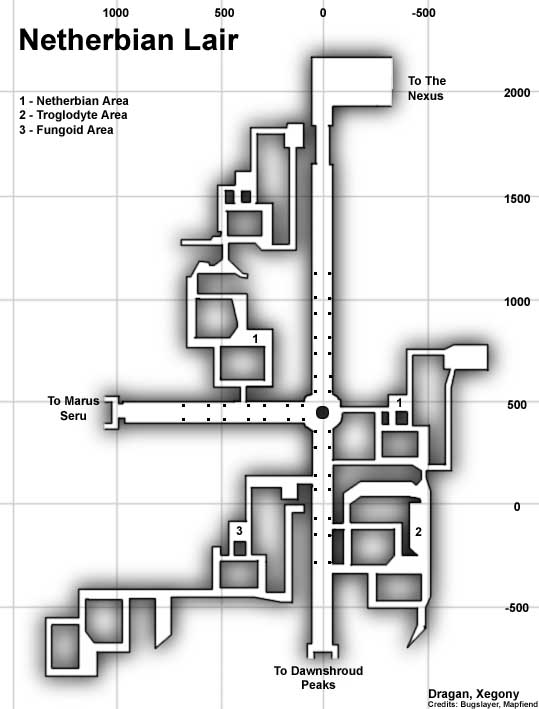 1000 500 0 -500
Netherbian Lair
To The
Nexus
2000
1 - Netherbian Area
2 - Troglodyte Area
3 - Fungoid Area
1500
1000
1
To Marus
Seru
1
500
0
3
2
-500
To Dawnshroud
Peaks
Dragan, Xegony
Credits: Bugslayer, Mapfiend